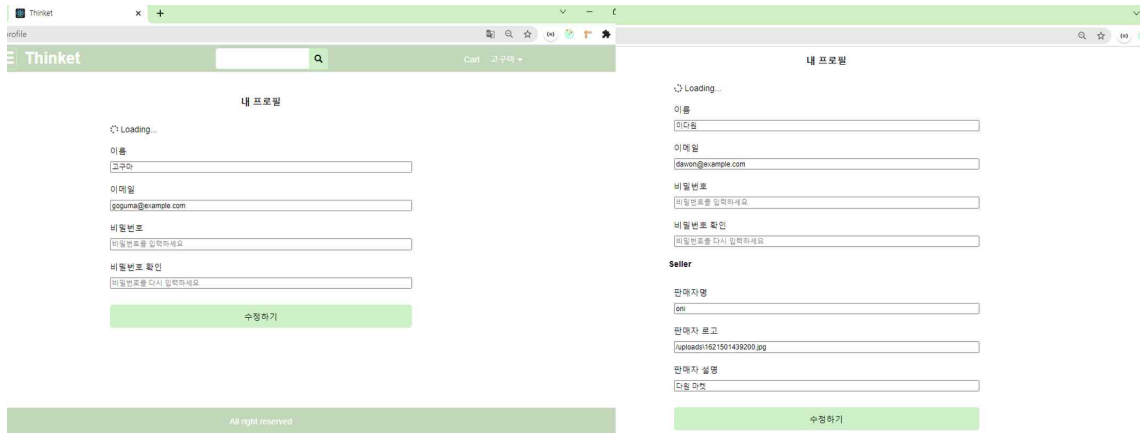 Thinket
profile
Thinket
Cart 고구마
내 프로필
Loading...
이름
고구마
이메일
goguma@example.com
비밀번호
비밀번호를 입력하세요
비밀번호 확인
비밀번호를 다시 입력하세요
수정하기
All right reserved
내 프로필
Loading...
이름
이다원
이메일
dawon@example.com
비밀번호
비밀번호를 입력하세요
비밀번호 확인
비밀번호를 다시 입력하세요
Seller
판매자명
oni
판매자 로고
/uploads\1621501439200.jpg
판매자 설명
다원 마켓
수정하기